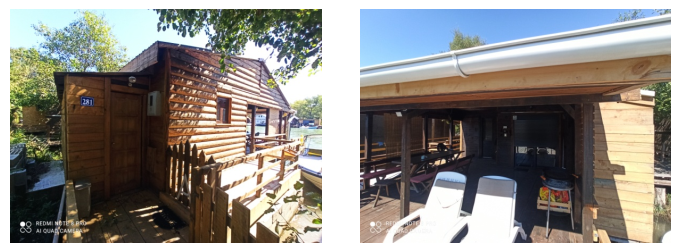 281
REDMI NOTE 8 PRO
AI QUAD CAMERA
REDMI NOTE 8 PRO
AI QUAD CAMERA